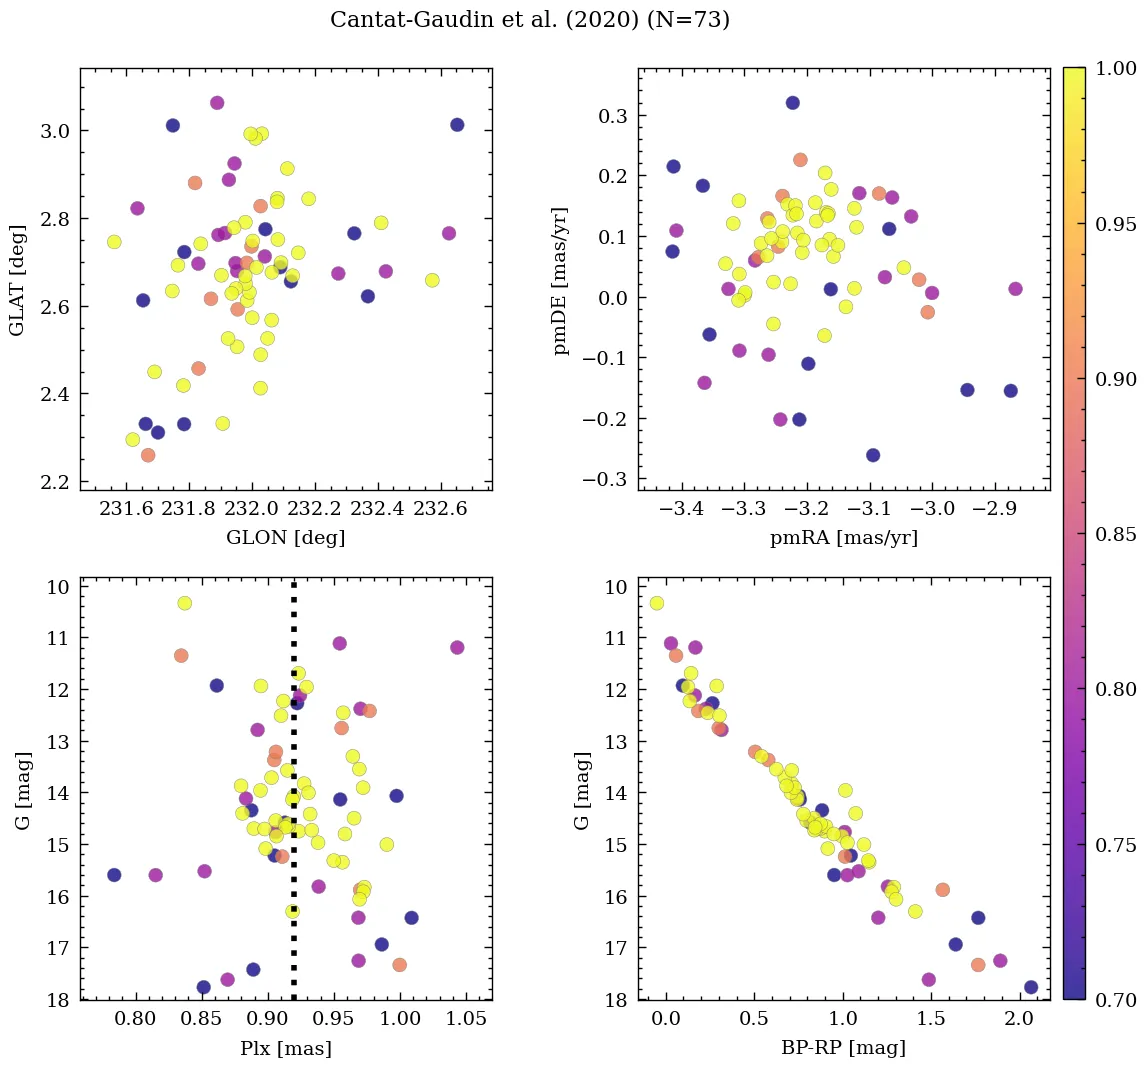 Cantat-Gaudin et al. (2020) (N=73)
3.0
2.8
2.6
2.4
2.2
231.6 231.8 232.0 232.2 232.4 232.6
GLON [deg]
GLAT [deg]
0.3
0.2
0.1
0.0
−0.1
−0.2
−0.3
−3.4 −3.3 −3.2 −3.1 −3.0 −2.9
pmRA [mas/yr]
pmDE [mas/yr]
1.00
0.95
0.90
0.85
0.80
0.75
0.70
10
11
12
13
14
15
16
17
18
0.80 0.85 0.90 0.95 1.00 1.05
Plx [mas]
G [mag]
10
11
12
13
14
15
16
17
18
0.0 0.5 1.0 1.5 2.0
BP-RP [mag]
G [mag]